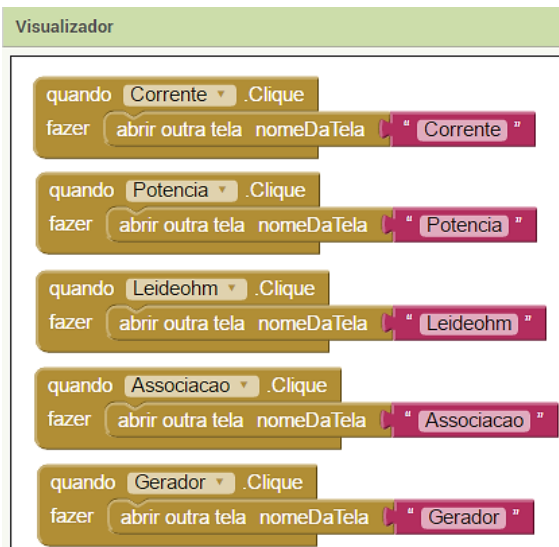 Visualizador
quando Corrente .Clique
fazer abrir outra tela nomeDaTela " Corrente "
quando Potencia .Clique
fazer abrir outra tela nomeDaTela " Potencia "
quando Leideohm .Clique
fazer abrir outra tela nomeDaTela " Leideohm "
quando Associacao .Clique
fazer abrir outra tela nomeDaTela " Associacao "
quando Gerador .Clique
fazer abrir outra tela nomeDaTela " Gerador "